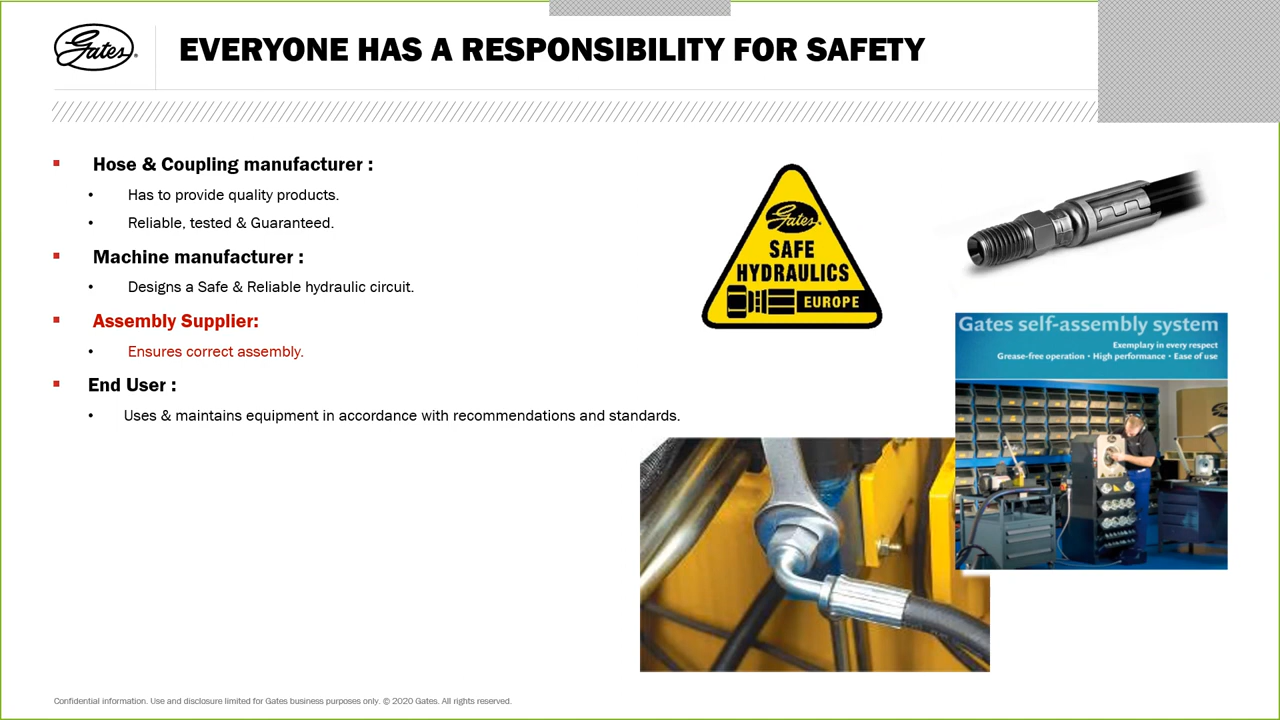 Gates
EVERYONE HAS A RESPONSIBILITY FOR SAFETY
Hose & Coupling manufacturer :
Has to provide quality products.
Reliable, tested & Guaranteed.
Machine manufacturer :
Designs a Safe & Reliable hydraulic circuit.
Assembly Supplier:
Ensures correct assembly.
End User :
Uses & maintains equipment in accordance with recommendations and standards.
Gates
SAFE
HYDRAULICS
EUROPE
Gates self-assembly system
Exemplary in every respect
Grease-free operation • High performance • Ease of use
Confidential information. Use and disclosure limited for Gates business purposes only. © 2020 Gates. All rights reserved.